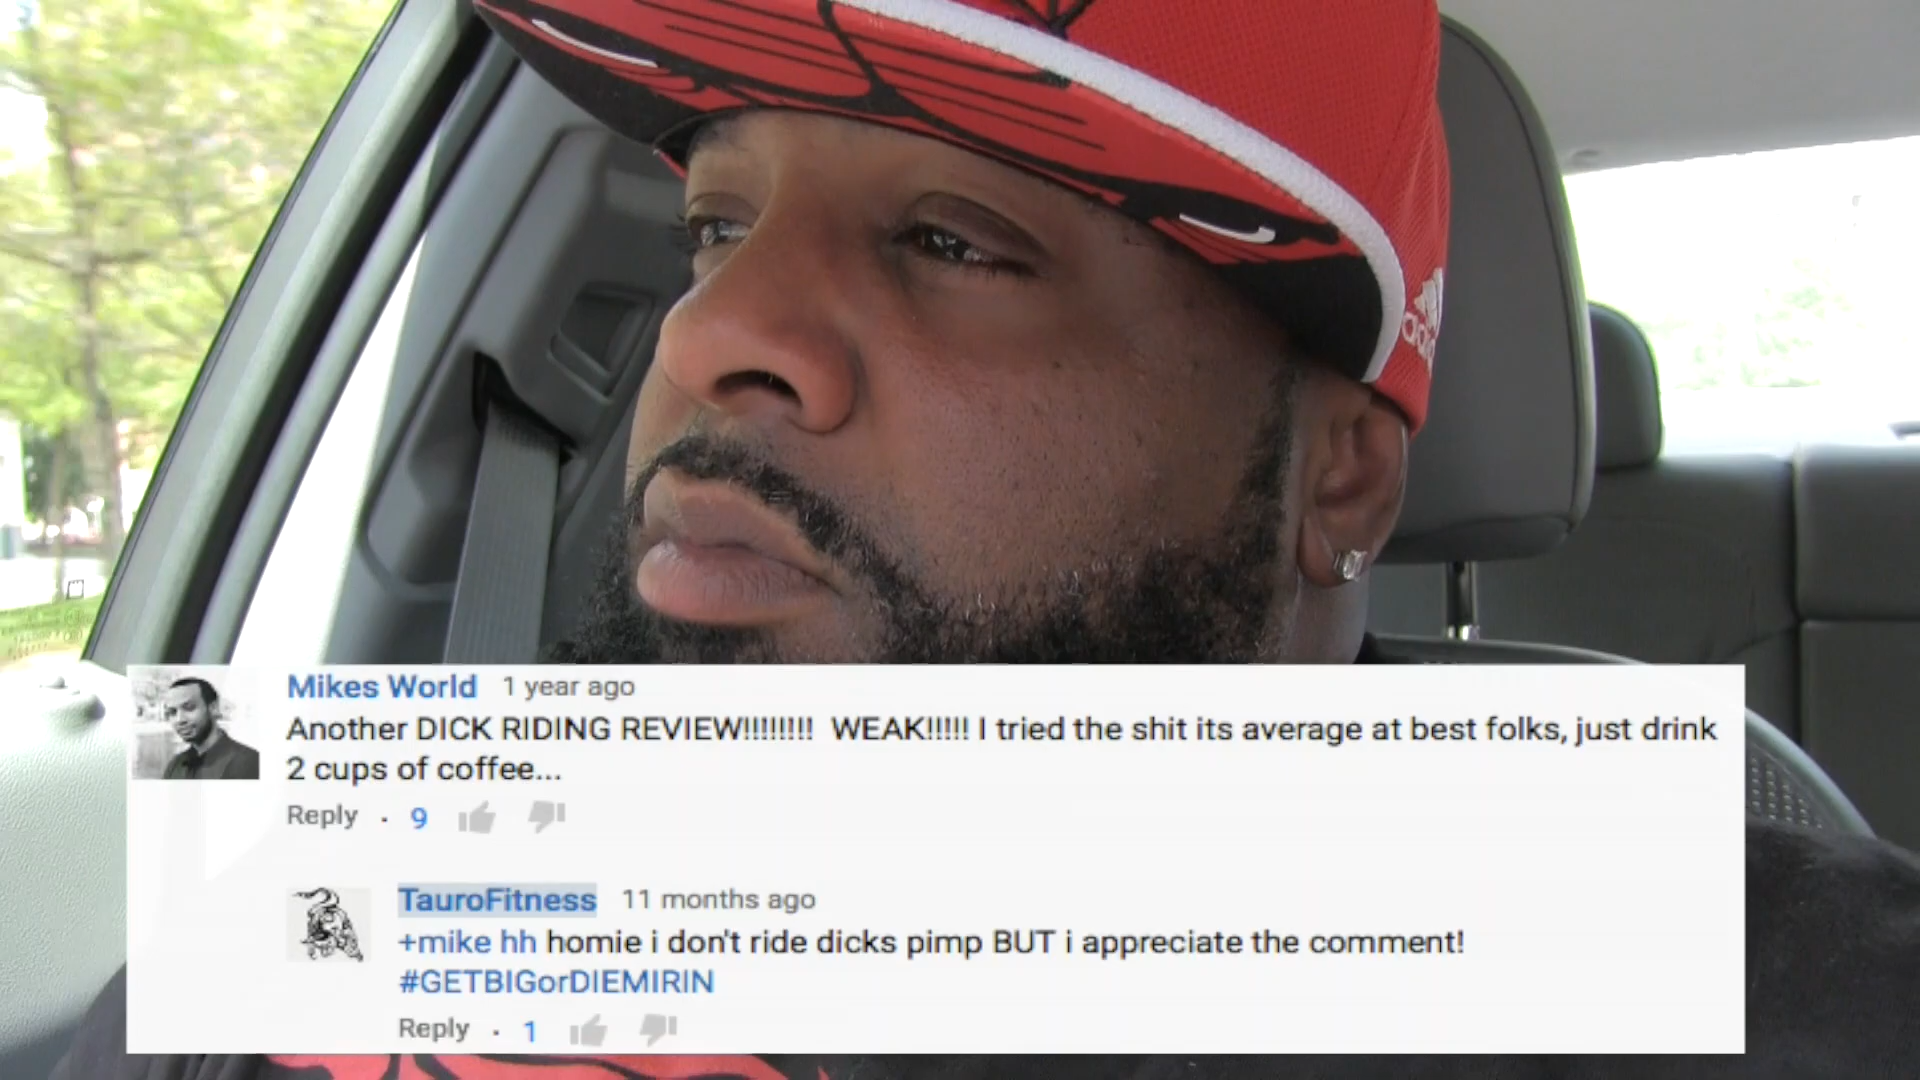 adidas
Mikes World 1 year ago
Another DICK RIDING REVIEW!!!!!!!! WEAK!!!!! I tried the shit its average at best folks, just drink
2 cups of coffee...
Reply . 9
TauroFitness 11 months ago
+mike hh homie i don't ride dicks pimp BUT i appreciate the comment!
#GETBIGorDIEMIRIN
Reply . 1